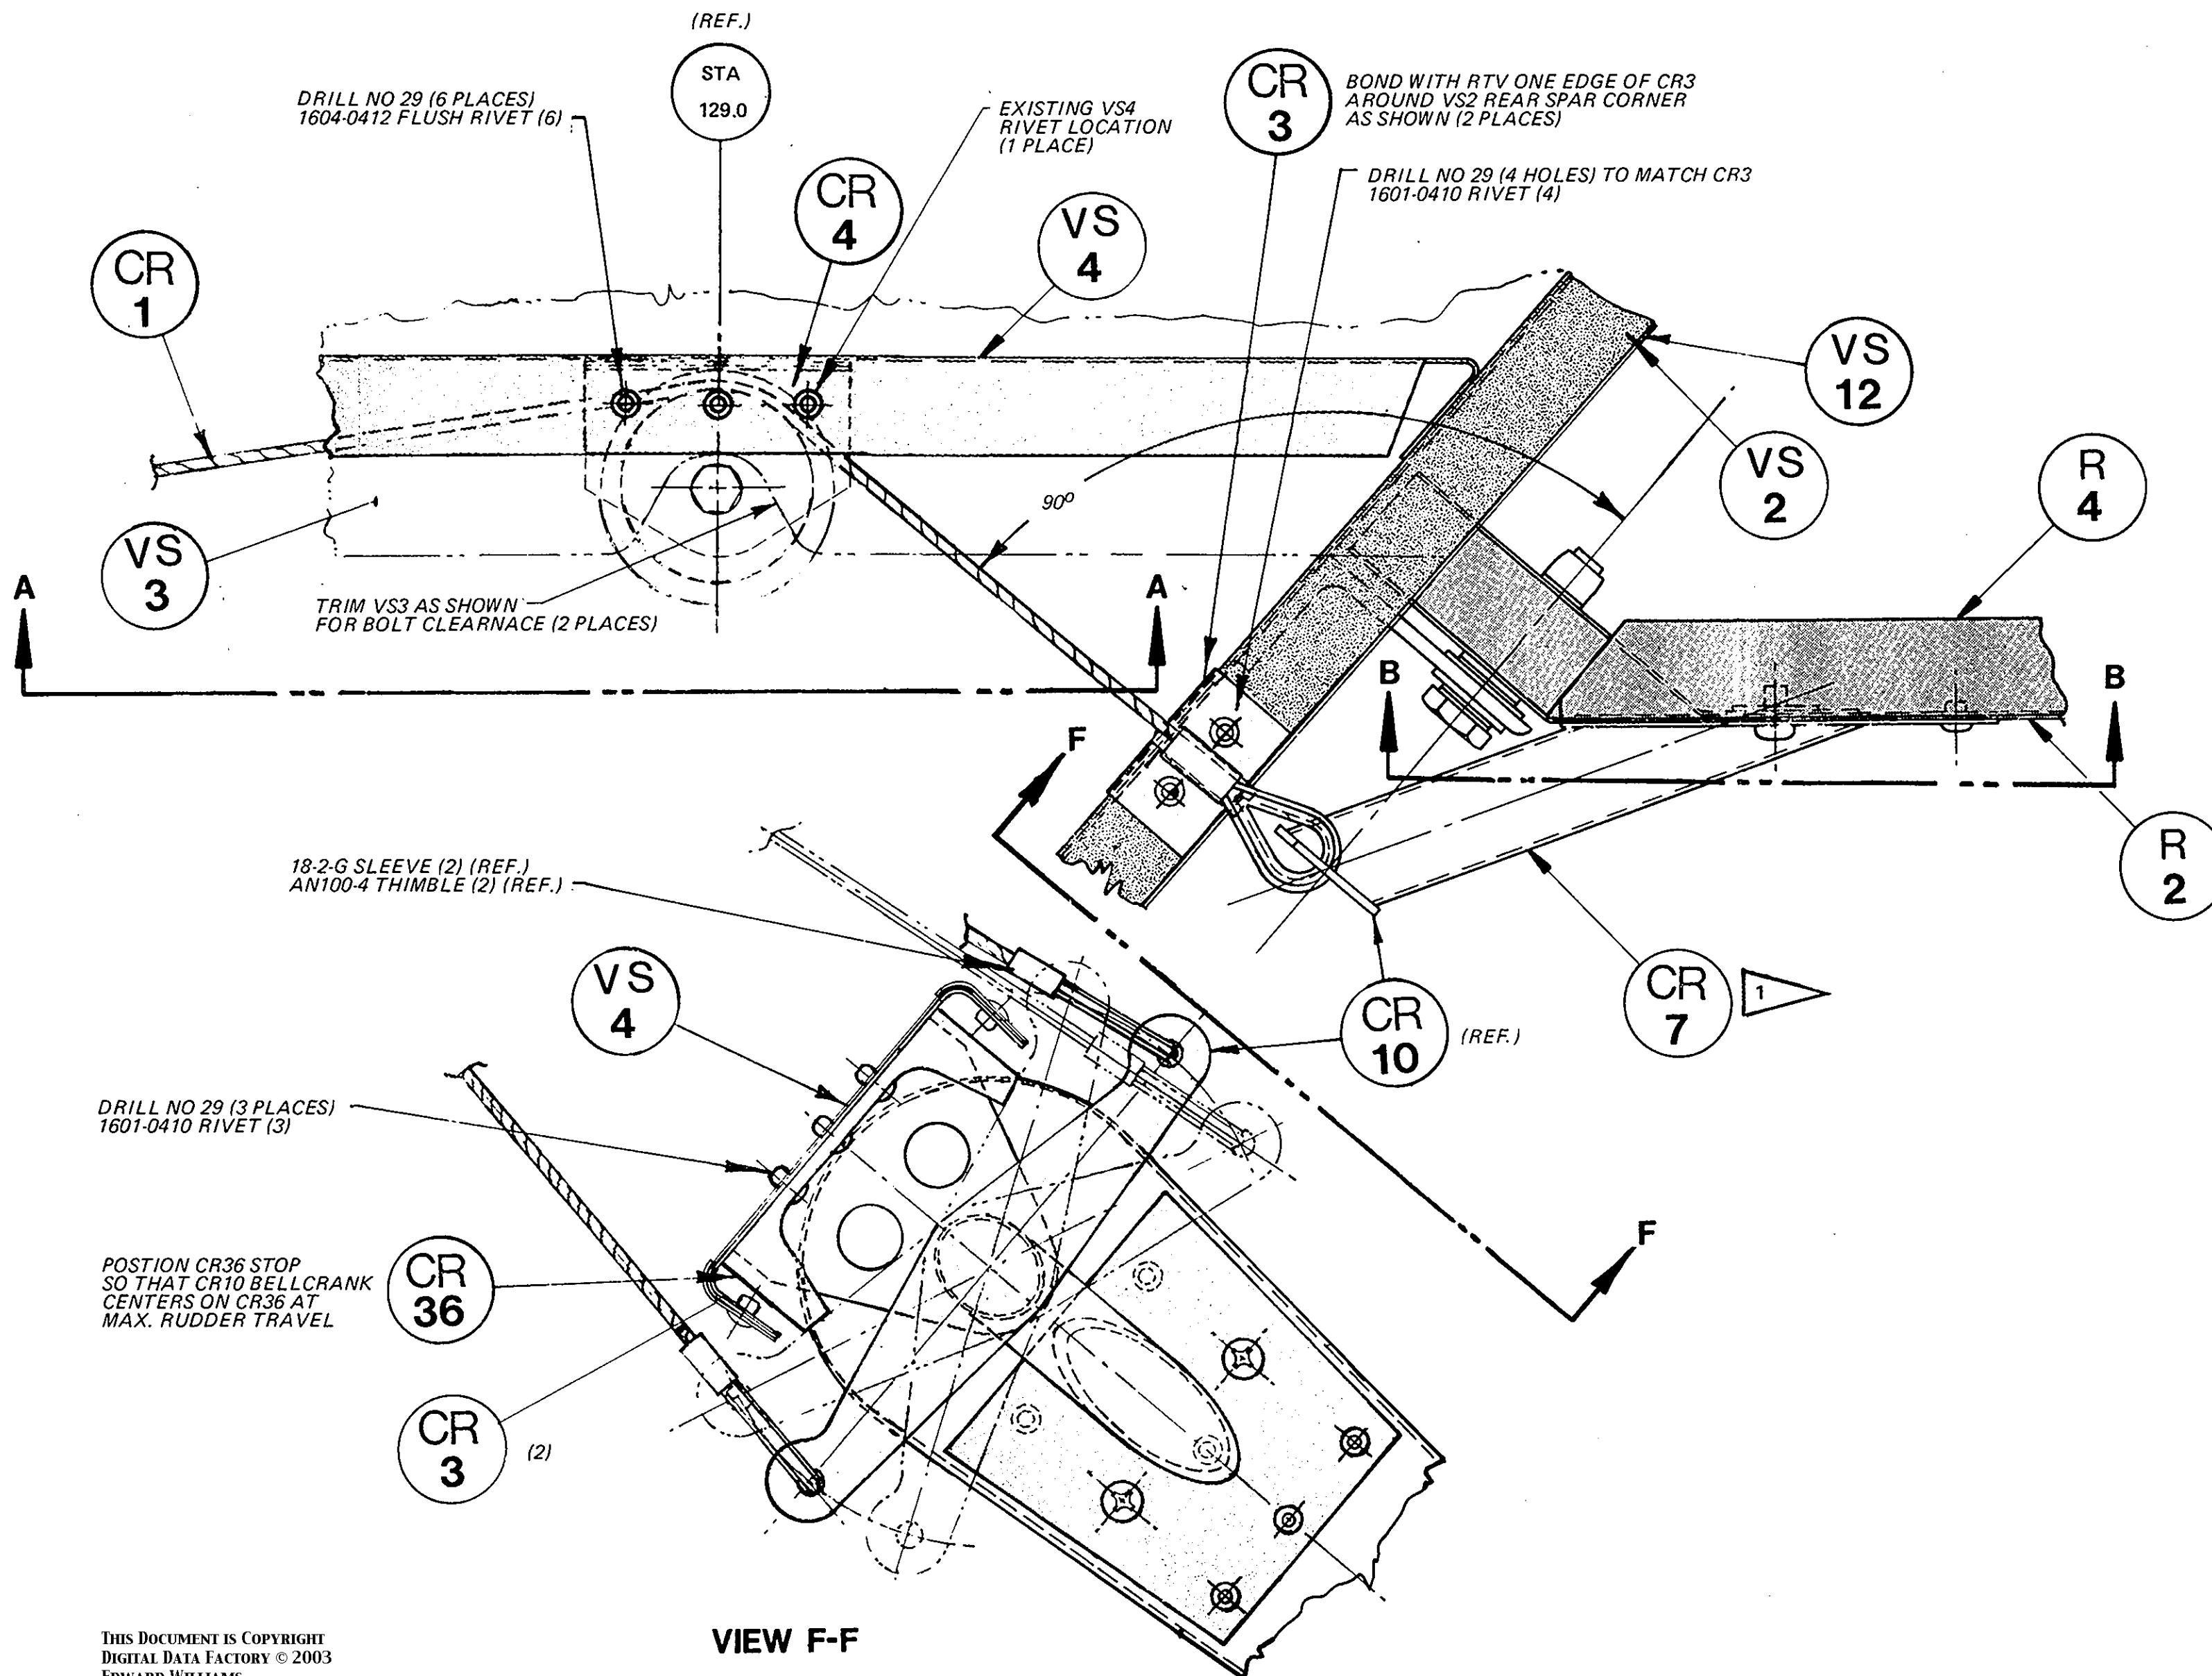 (REF.)
STA
129.0
DRILL NO 29 (6 PLACES)
1604-0412 FLUSH RIVET (6)
EXISTING VS4
RIVET LOCATION
(1 PLACE)
CR
3
BOND WITH RTV ONE EDGE OF CR3
AROUND VS2 REAR SPAR CORNER
AS SHOWN (2 PLACES)
DRILL NO 29 (4 HOLES) TO MATCH CR3
1601-0410 RIVET (4)
CR
4
VS
4
CR
1
VS
12
VS
2
R
4
90º
VS
3
TRIM VS3 AS SHOWN
FOR BOLT CLEARNACE (2 PLACES)
A
A
B
B
F
R
2
18-2-G SLEEVE (2) (REF.)
AN100-4 THIMBLE (2) (REF.)
VS
4
CR
7
1
CR
10
(REF.)
DRILL NO 29 (3 PLACES)
1601-0410 RIVET (3)
F
POSTION CR36 STOP
SO THAT CR10 BELLCRANK
CENTERS ON CR36 AT
MAX. RUDDER TRAVEL
CR
36
CR
3
(2)
VIEW F-F
THIS DOCUMENT IS COPYRIGHT
DIGITAL DATA FACTORY © 2003
EDWARD WILLIAMS